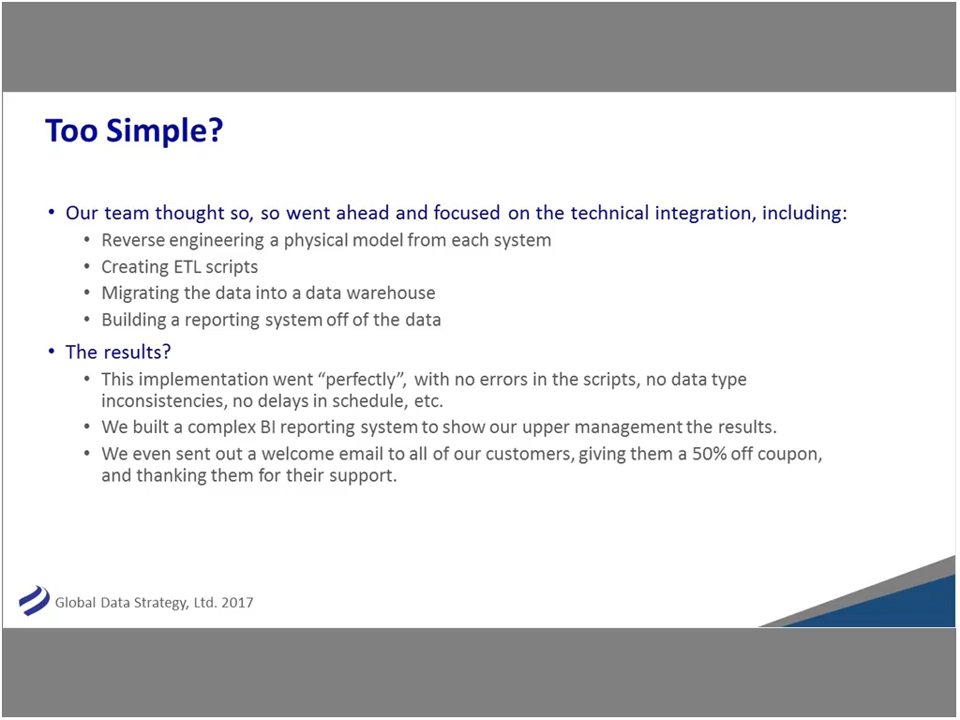 Too Simple?
• Our team thought so, so went ahead and focused on the technical integration, including:
• Reverse engineering a physical model from each system
• Creating ETL scripts
• Migrating the data into a data warehouse
• Building a reporting system off of the data
• The results?
• This implementation went “perfectly”, with no errors in the scripts, no data type
inconsistencies, no delays in schedule, etc.
• We built a complex BI reporting system to show our upper management the results.
• We even sent out a welcome email to all of our customers, giving them a 50% off coupon,
and thanking them for their support.
Global Data Strategy, Ltd. 2017